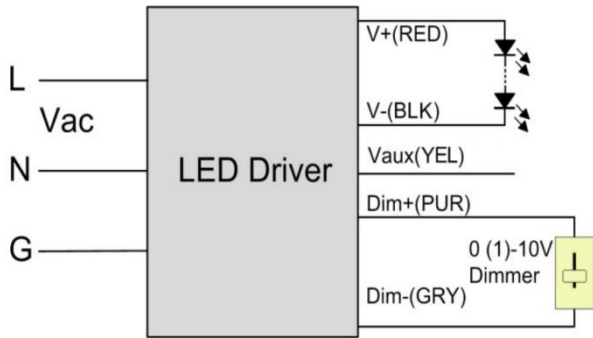 L
Vac
N
G
LED Driver
V+(RED)
V-(BLK)
Vaux(YEL)
Dim+(PUR)
0 (1)-10V
Dimmer
Dim-(GRY)